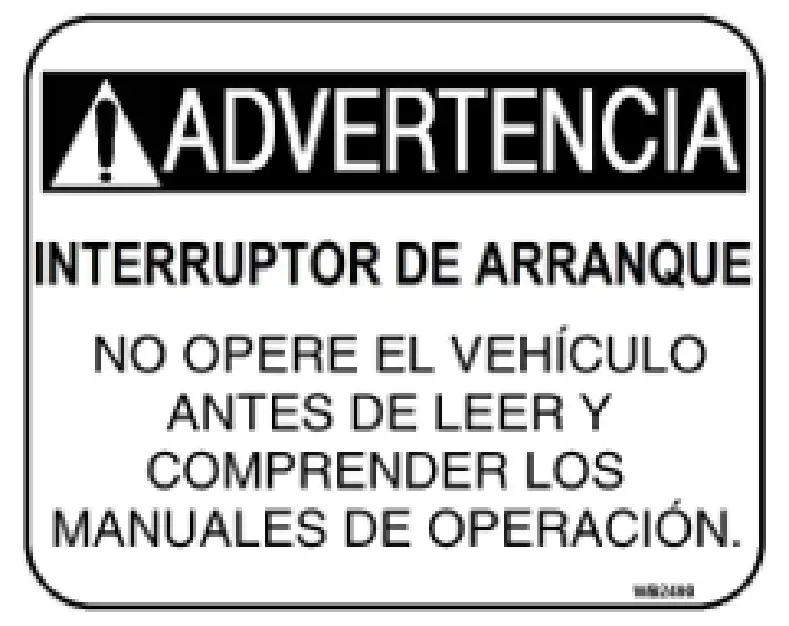 ADVERTENCIA
INTERRUPTOR DE ARRANQUE
NO OPERE EL VEHÍCULO
ANTES DE LEER Y
COMPRENDER LOS
MANUALES DE OPERACIÓN.